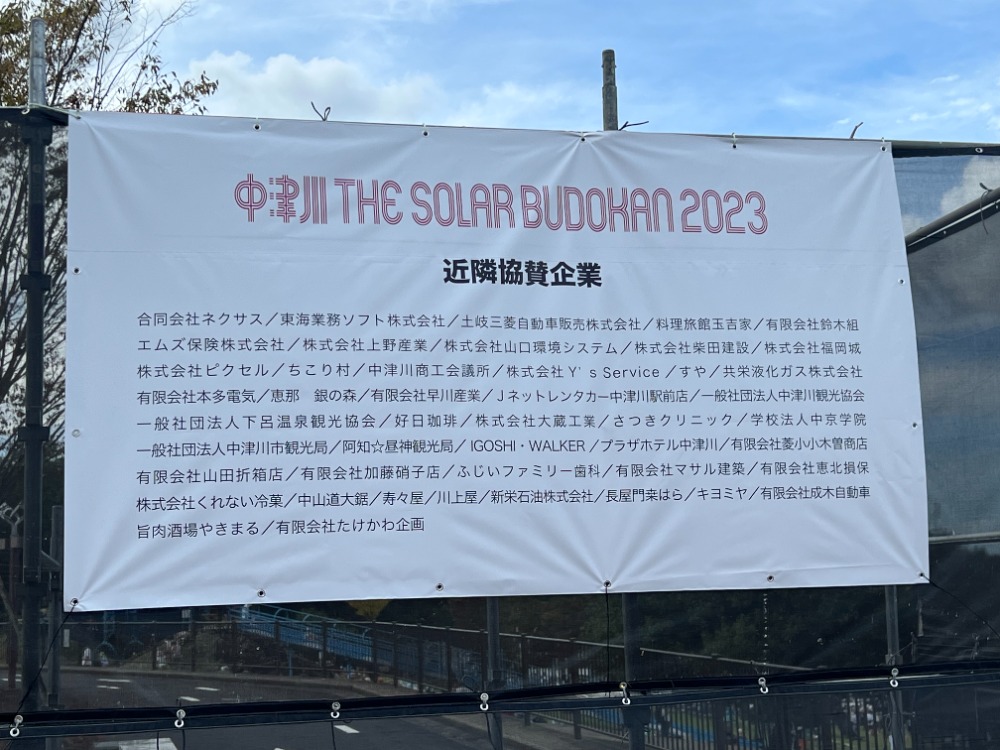 中津川 THE SOLAR BUDOKAN 2023
近隣協賛企業
合同会社ネクサス／東海業務ソフト株式会社／土岐三菱自動車販売株式会社／料理旅館玉吉家／有限会社鈴木組
エムズ保険株式会社／株式会社上野産業／株式会社山口環境システム／株式会社柴田建設／株式会社福岡城
株式会社ピクセル／ちこり村／中津川商工会議所／株式会社Y's Service／すや／共栄液化ガス株式会社
有限会社本多電気／恵那　銀の森／有限会社早川産業／Jネットレンタカー中津川駅前店／一般社団法人中津川観光協会
一般社団法人下呂温泉観光協会／好日珈琲／株式会社大蔵工業／さつきクリニック／学校法人中京学院
一般社団法人中津川市観光局／阿知☆昼神観光局／IGOSHI・WALKER／プラザホテル中津川／有限会社菱小小木曽商店
有限会社山田折箱店／有限会社加藤硝子店／ふじいファミリー歯科／有限会社マサル建築／有限会社恵北損保
株式会社くれない冷菓／中山道大鋸／寿々屋／川上屋／新栄石油株式会社／長屋門来はら／キヨミヤ／有限会社成木自動車
旨肉酒場やきまる／有限会社たけかわ企画